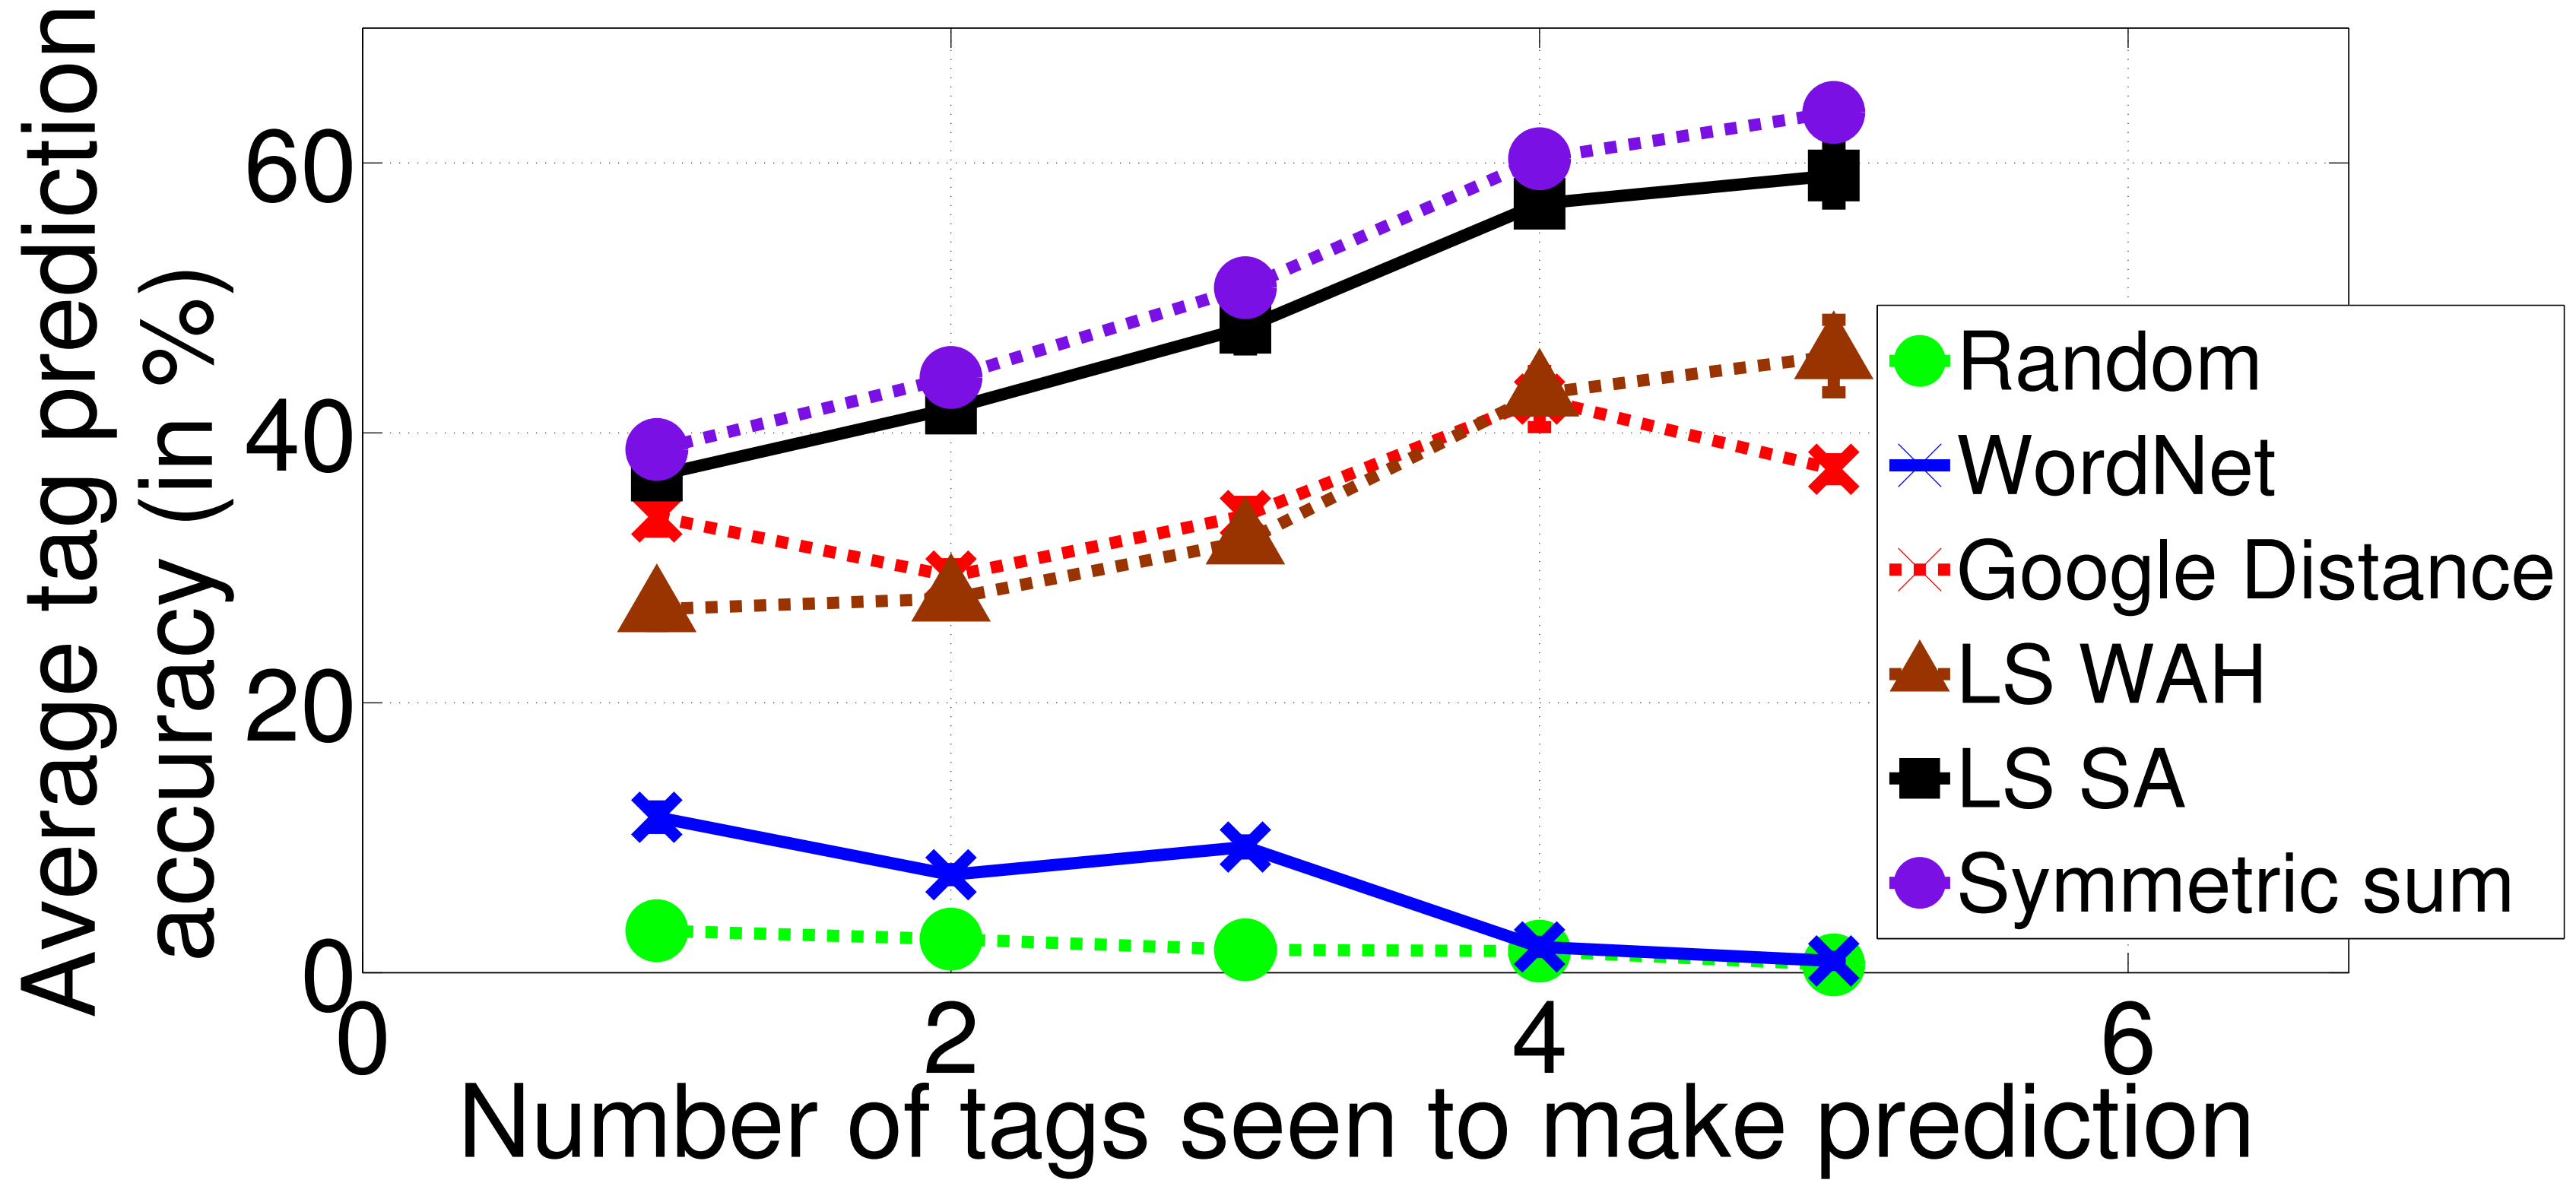 Average tag prediction
accuracy (in %)
60
40
20
0
0 2 4 6
Number of tags seen to make prediction
Random
WordNet
Google Distance
LS WAH
LS SA
Symmetric sum